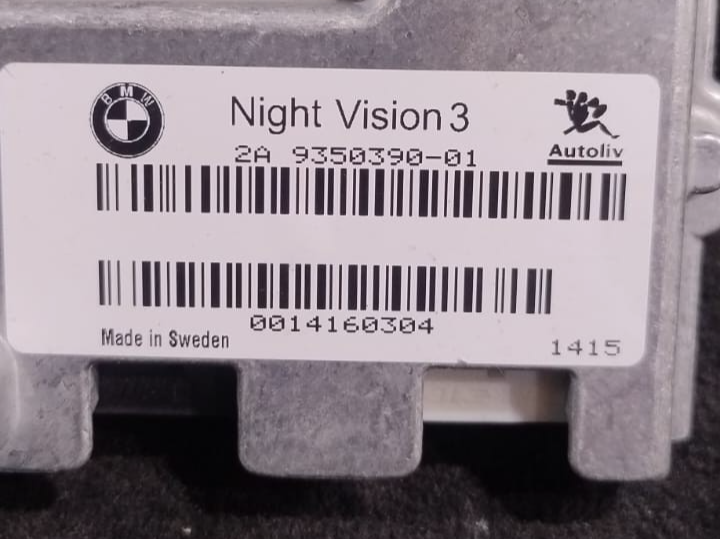 BMW
Night Vision 3
Autoliv
2A 9350390-01
0014160304
Made in Sweden
1415